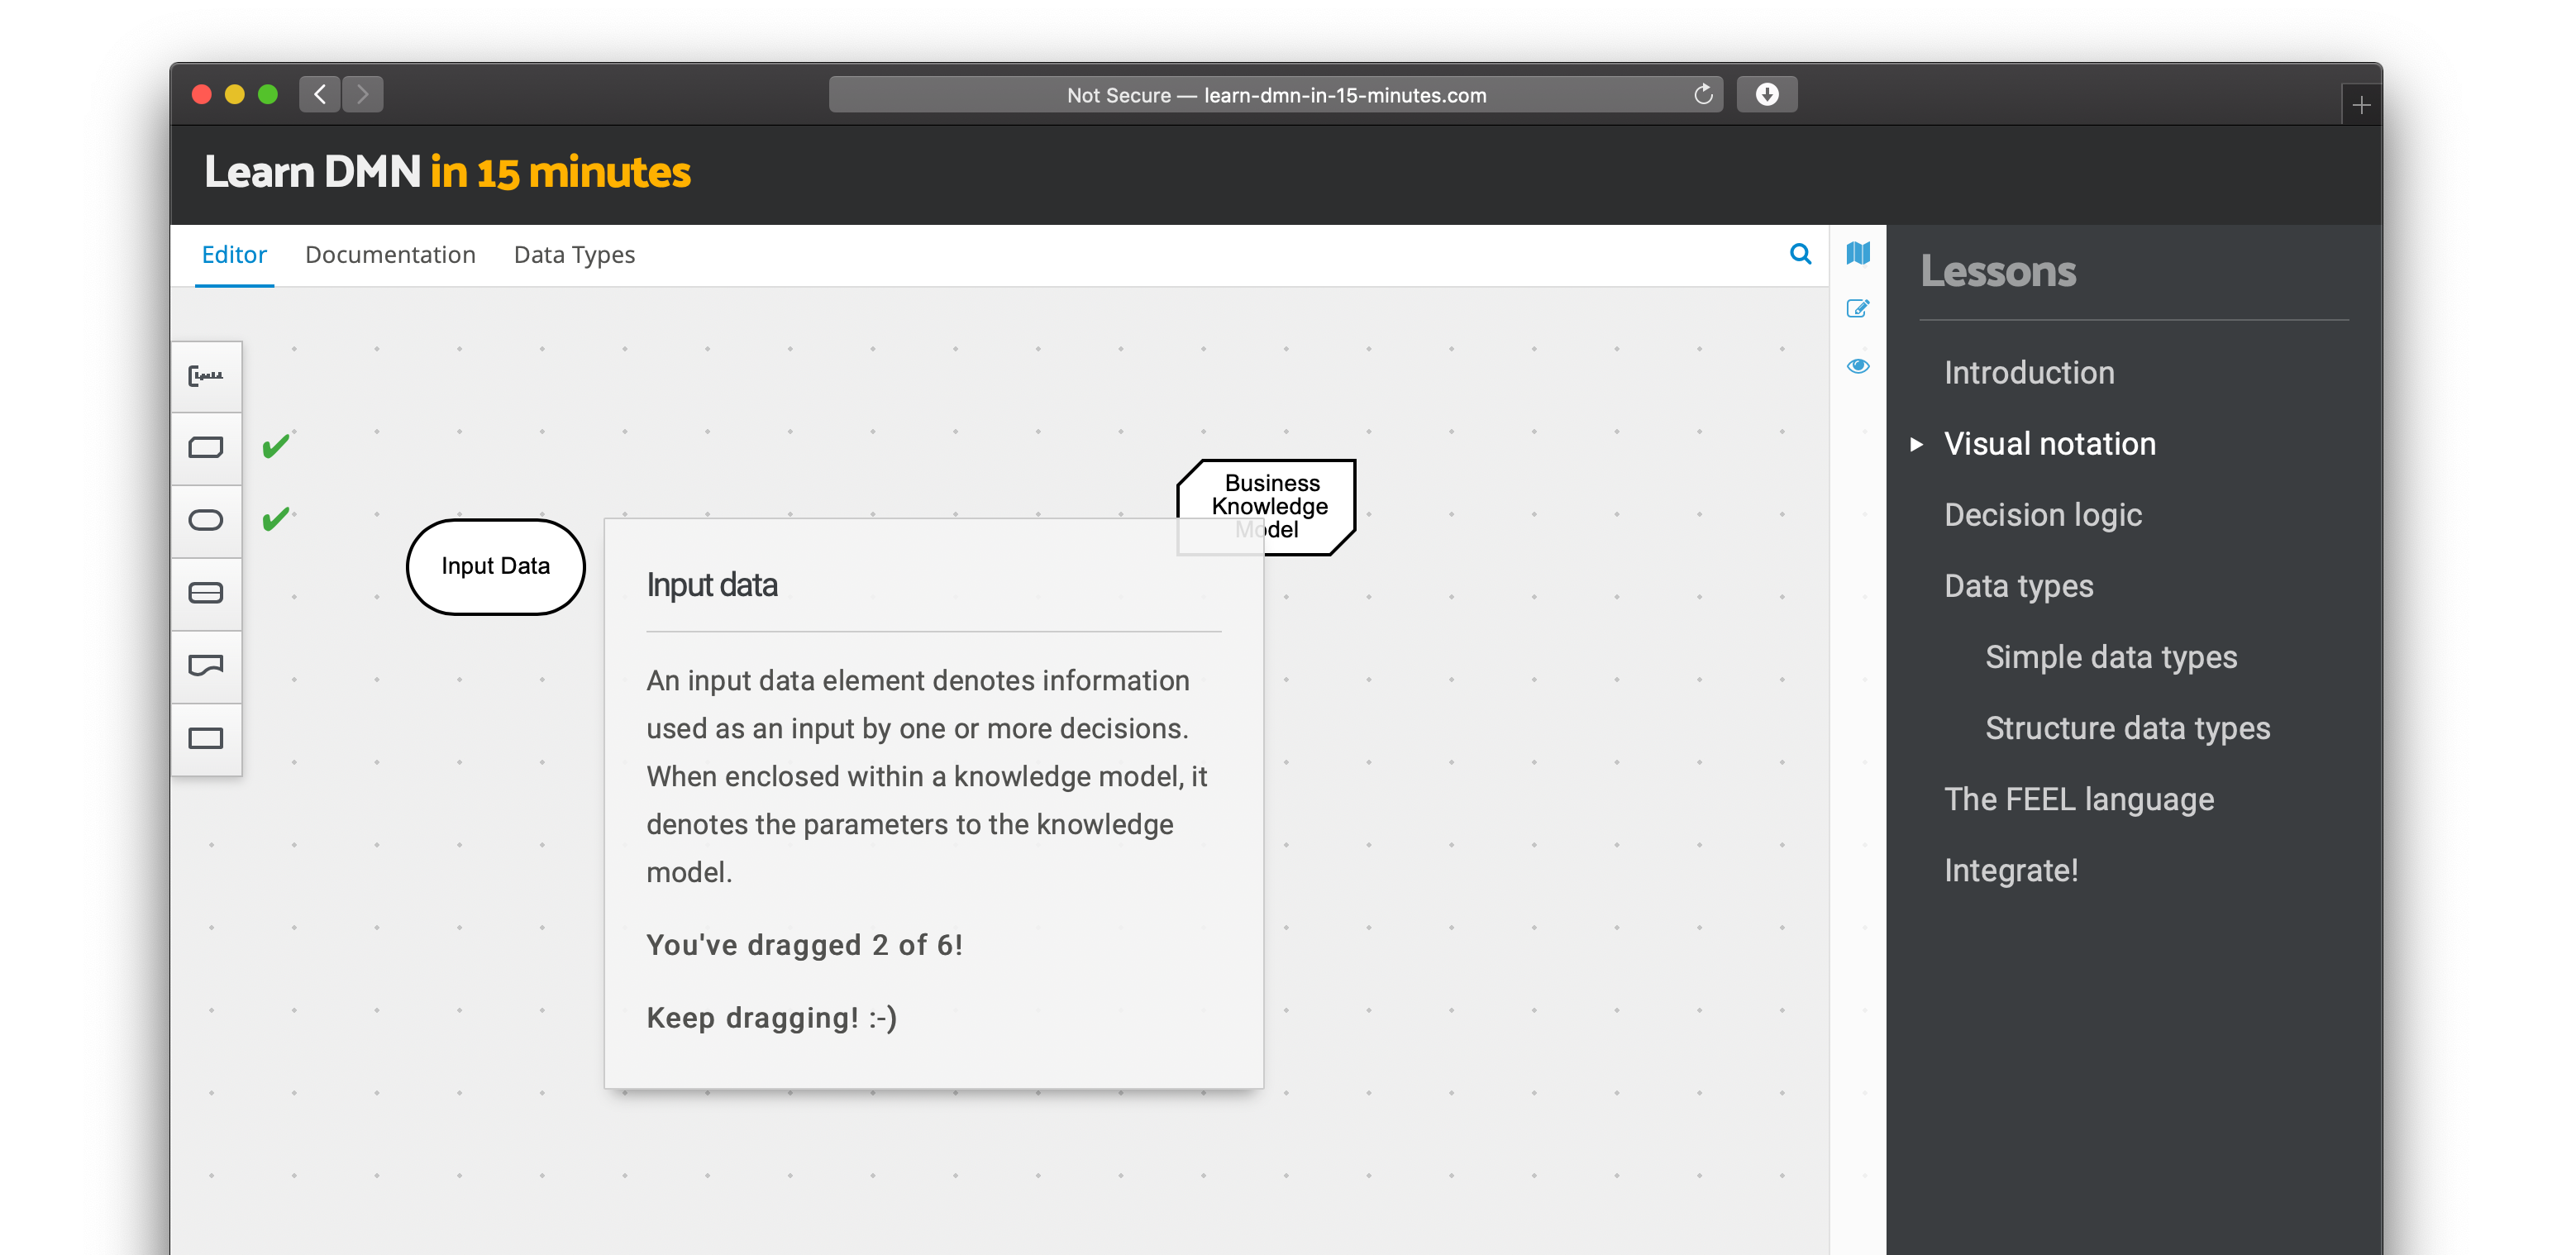 Not Secure — learn-dmn-in-15-minutes.com
Learn DMN in 15 minutes
Editor
Documentation
Data Types
Business
Knowledge
Model
Input Data
Input data
An input data element denotes information
used as an input by one or more decisions.
When enclosed within a knowledge model, it
denotes the parameters to the knowledge
model.
You've dragged 2 of 6!
Keep dragging! :-)
Lessons
Introduction
Visual notation
Decision logic
Data types
Simple data types
Structure data types
The FEEL language
Integrate!